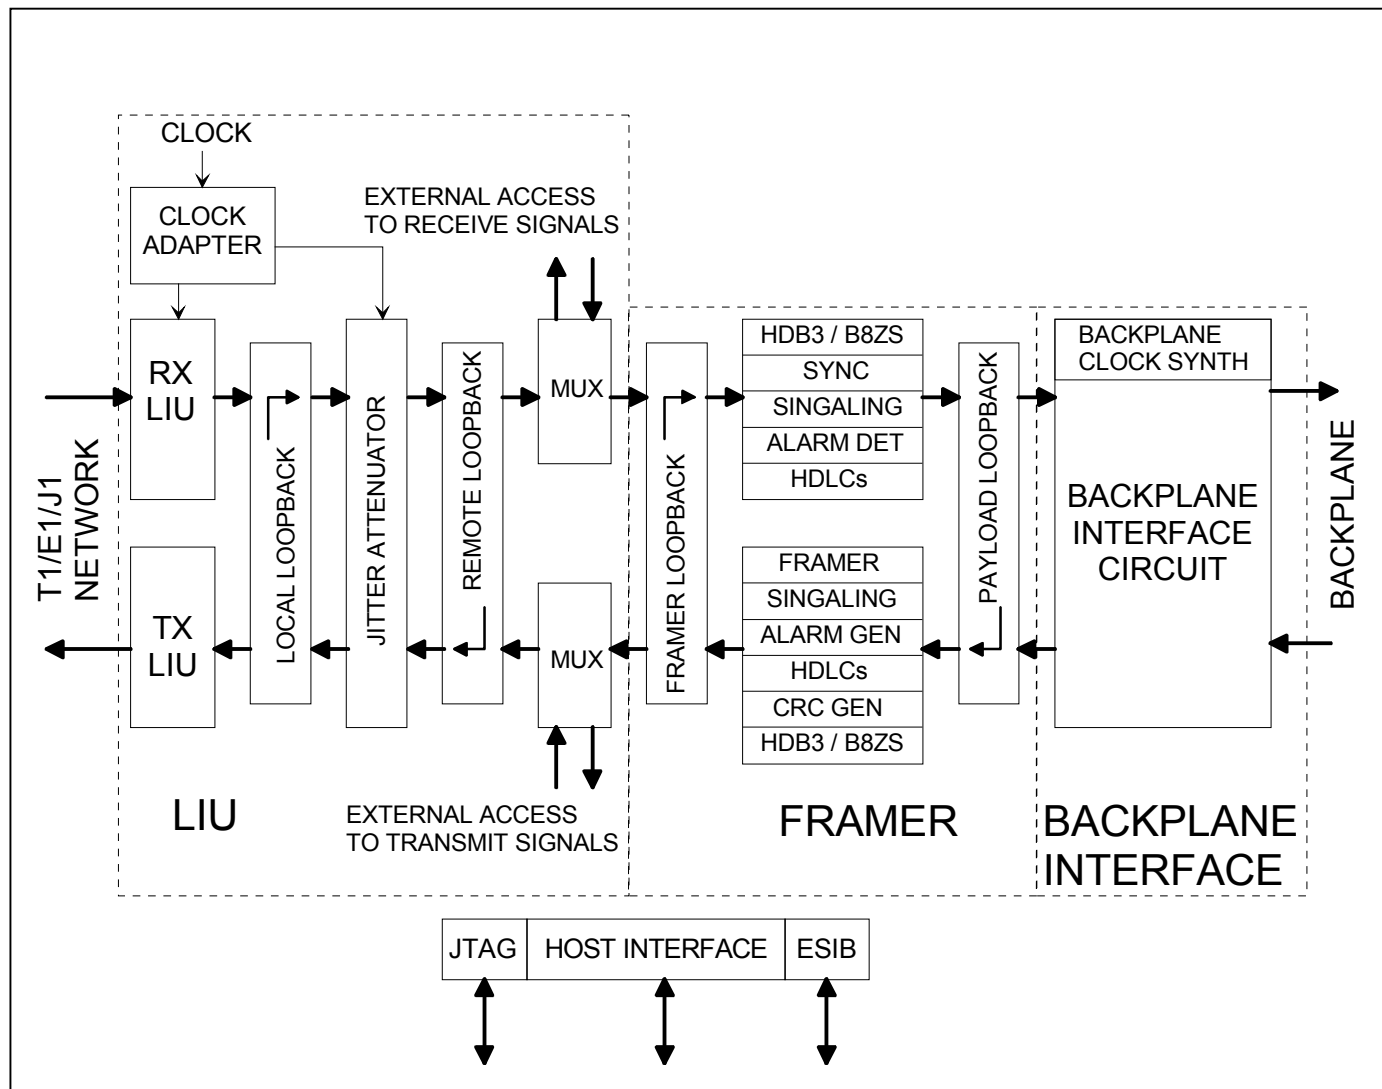 CLOCK
CLOCK
ADAPTER
EXTERNAL ACCESS
TO RECEIVE SIGNALS
RX
LIU
LOCAL LOOPBACK
JITTER ATTENUATOR
REMOTE LOOPBACK
MUX
FRAMER LOOPBACK
HDB3 / B8ZS
SYNC
SINGALING
ALARM DET
HDLCs
PAYLOAD LOOPBACK
BACKPLANE
CLOCK SYNTH
BACKPLANE
INTERFACE
CIRCUIT
BACKPLANE
T1/E1/J1
NETWORK
TX
LIU
MUX
FRAMER
SINGALING
ALARM GEN
HDLCs
CRC GEN
HDB3 / B8ZS
EXTERNAL ACCESS
TO TRANSMIT SIGNALS
LIU
FRAMER
BACKPLANE
INTERFACE
JTAG
HOST INTERFACE
ESIB